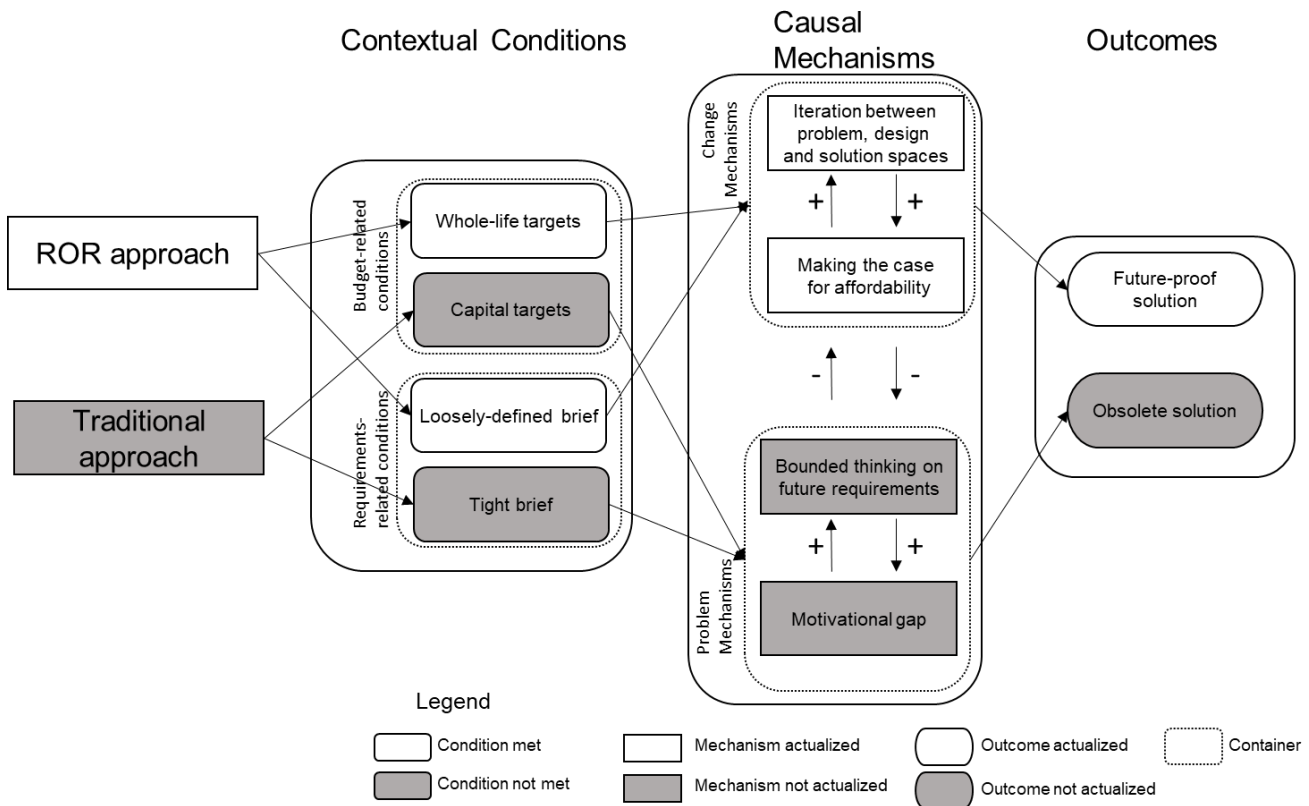 Contextual Conditions
Causal
Mechanisms
Outcomes
ROR approach
Traditional
approach
Budget-related
conditions
Whole-life targets
Capital targets
Requirements-
related conditions
Loosely-defined brief
Tight brief
Change
Mechanisms
Iteration between
problem, design
and solution spaces
+
+
Making the case
for affordability
-
-
Problem
Mechanisms
Bounded thinking on
future requirements
+
+
Motivational gap
Future-proof
solution
Obsolete solution
Legend
Condition met
Mechanism actualized
Outcome actualized
Container
Condition not met
Mechanism not actualized
Outcome not actualized